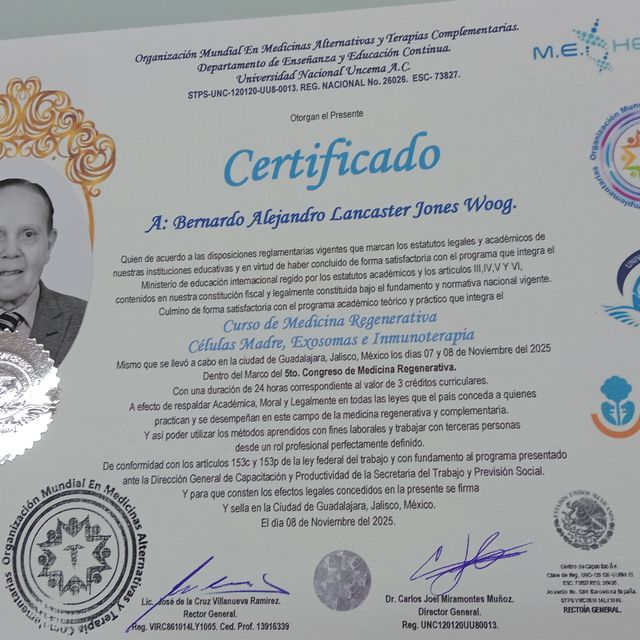 Organización Mundial En Medicinas Alternativas y Terapias Complementarias.
Departamento de Enseñanza y Educación Continua.
Universidad Nacional Uncema A.C.
STPS-UNC-120120-UU8-0013. REG. NACIONAL No. 26026. ESC- 73827.
M.E.
Otorgan el Presente
Certificado
A: Bernardo Alejandro Lancaster Jones Woog.
Quien de acuerdo a las disposiciones reglamentarias vigentes que marcan los estatutos legales y académicos de
nuestras instituciones educativas y en virtud de haber concluido de forma satisfactoria con el programa que integra el
Ministerio de educación internacional regido por los estatutos académicos y los artículos III,IV,V Y VI,
contenidos en nuestra constitución fiscal y legalmente constituida bajo el fundamento y normativa nacional vigente.
Culmino de forma satisfactoria con el programa académico teórico y práctico que integra el
Curso de Medicina Regenerativa
Células Madre, Exosomas e Inmunoterapia
Mismo que se llevó a cabo en la ciudad de Guadalajara, Jalisco, México los días 07 y 08 de Noviembre del 2025
Dentro del Marco del 5to. Congreso de Medicina Regenerativa.
Con una duración de 24 horas correspondiente al valor de 3 créditos curriculares.
A efecto de respaldar Académica, Moral y Legalmente en todas las leyes que el país conceda a quienes
practican y se desempeñan en este campo de la medicina regenerativa y complementaria.
Y así poder utilizar los métodos aprendidos con fines laborales y trabajar con terceras personas
desde un rol profesional perfectamente definido.
De conformidad con los artículos 153c y 153p de la ley federal del trabajo y con fundamento al programa presentado
ante la Dirección General de Capacitación y Productividad de la Secretaria del Trabajo y Previsión Social.
Y para que consten los efectos legales concedidos en la presente se firma
Y sella en la Ciudad de Guadalajara, Jalisco, México.
El día 08 de Noviembre del 2025.
Organización Mundial En Medicinas Alternativas y Terapias Complementarias
Lic. José de la Cruz Villanueva Ramirez.
Rector General.
Reg. VIRC861014LY1005. Ced. Prof. 13916339
Dr. Carlos Joel Miramontes Muñoz.
Director General.
Reg. UNC120120UU80013.
Centro de Capacitación.
RECTORÍA GENERAL.